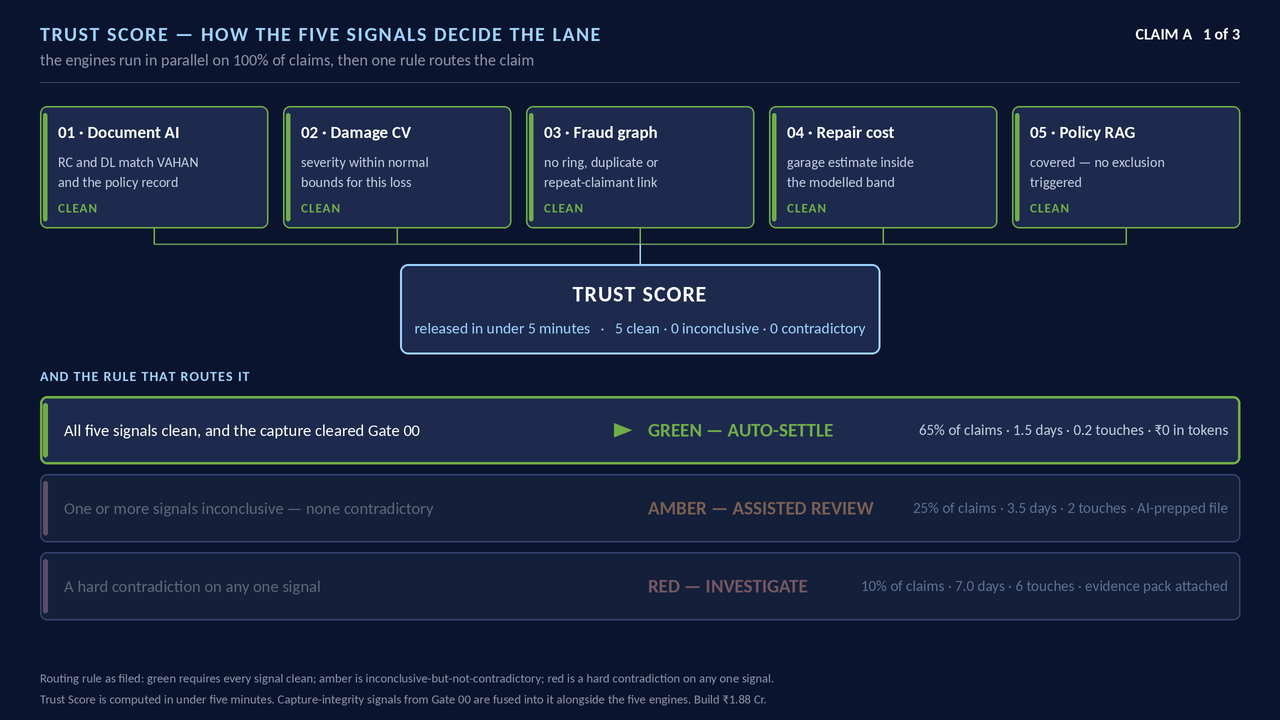 TRUST SCORE — HOW THE FIVE SIGNALS DECIDE THE LANE
CLAIM A 1 of 3
the engines run in parallel on 100% of claims, then one rule routes the claim
01 · Document AI
RC and DL match VAHAN
and the policy record
CLEAN
02 · Damage CV
severity within normal
bounds for this loss
CLEAN
03 · Fraud graph
no ring, duplicate or
repeat-claimant link
CLEAN
04 · Repair cost
garage estimate inside
the modelled band
CLEAN
05 · Policy RAG
covered — no exclusion
triggered
CLEAN
TRUST SCORE
released in under 5 minutes · 5 clean · 0 inconclusive · 0 contradictory
AND THE RULE THAT ROUTES IT
All five signals clean, and the capture cleared Gate 00
GREEN — AUTO-SETTLE
65% of claims · 1.5 days · 0.2 touches · ₹0 in tokens
One or more signals inconclusive — none contradictory
AMBER — ASSISTED REVIEW
25% of claims · 3.5 days · 2 touches · AI-prepped file
A hard contradiction on any one signal
RED — INVESTIGATE
10% of claims · 7.0 days · 6 touches · evidence pack attached
Routing rule as filed: green requires every signal clean; amber is inconclusive-but-not-contradictory; red is a hard contradiction on any one signal.
Trust Score is computed in under five minutes. Capture-integrity signals from Gate 00 are fused into it alongside the five engines. Build ₹1.88 Cr.